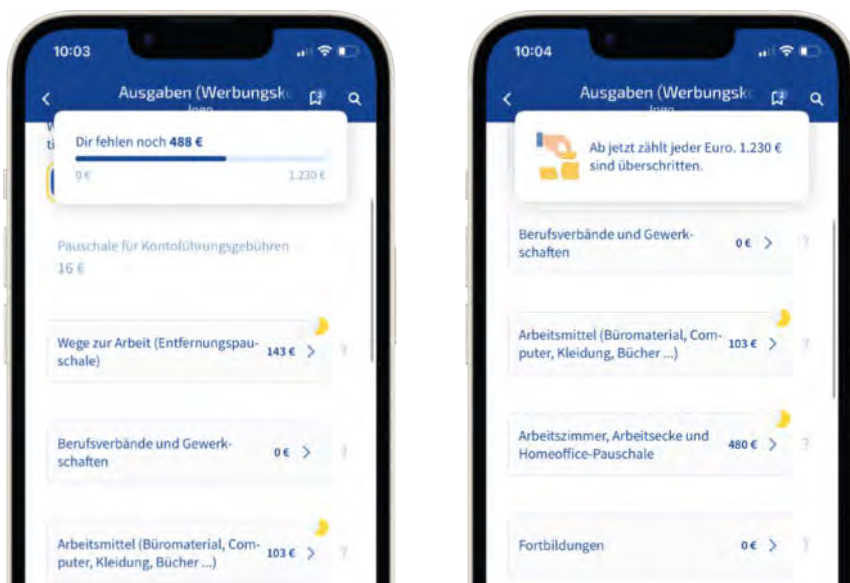 10:03
Ausgaben (Werbungsk
Dir fehlen noch 488 €
0 €
1.230 €
Pauschale für Kontoführungsgebühren
16 €
Wege zur Arbeit (Entfernungspau-
schale)
143 €
?
Berufsverbände und Gewerk-
schaften
0 €
?
Arbeitsmittel (Büromaterial, Com-
puter, Kleidung, Bücher ...)
103 €
?
10:04
Ausgaben (Werbungsk
Ab jetzt zählt jeder Euro. 1.230 €
sind überschritten.
Berufsverbände und Gewerk-
schaften
0 €
?
Arbeitsmittel (Büromaterial, Com-
puter, Kleidung, Bücher ...)
103 €
?
Arbeitszimmer, Arbeitsecke und
Homeoffice-Pauschale
480 €
?
Fortbildungen
0 €
?